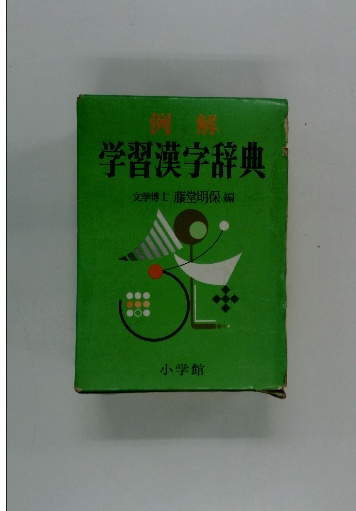 例解
学習漢字辞典
文学博士 藤堂明保 編
小学館